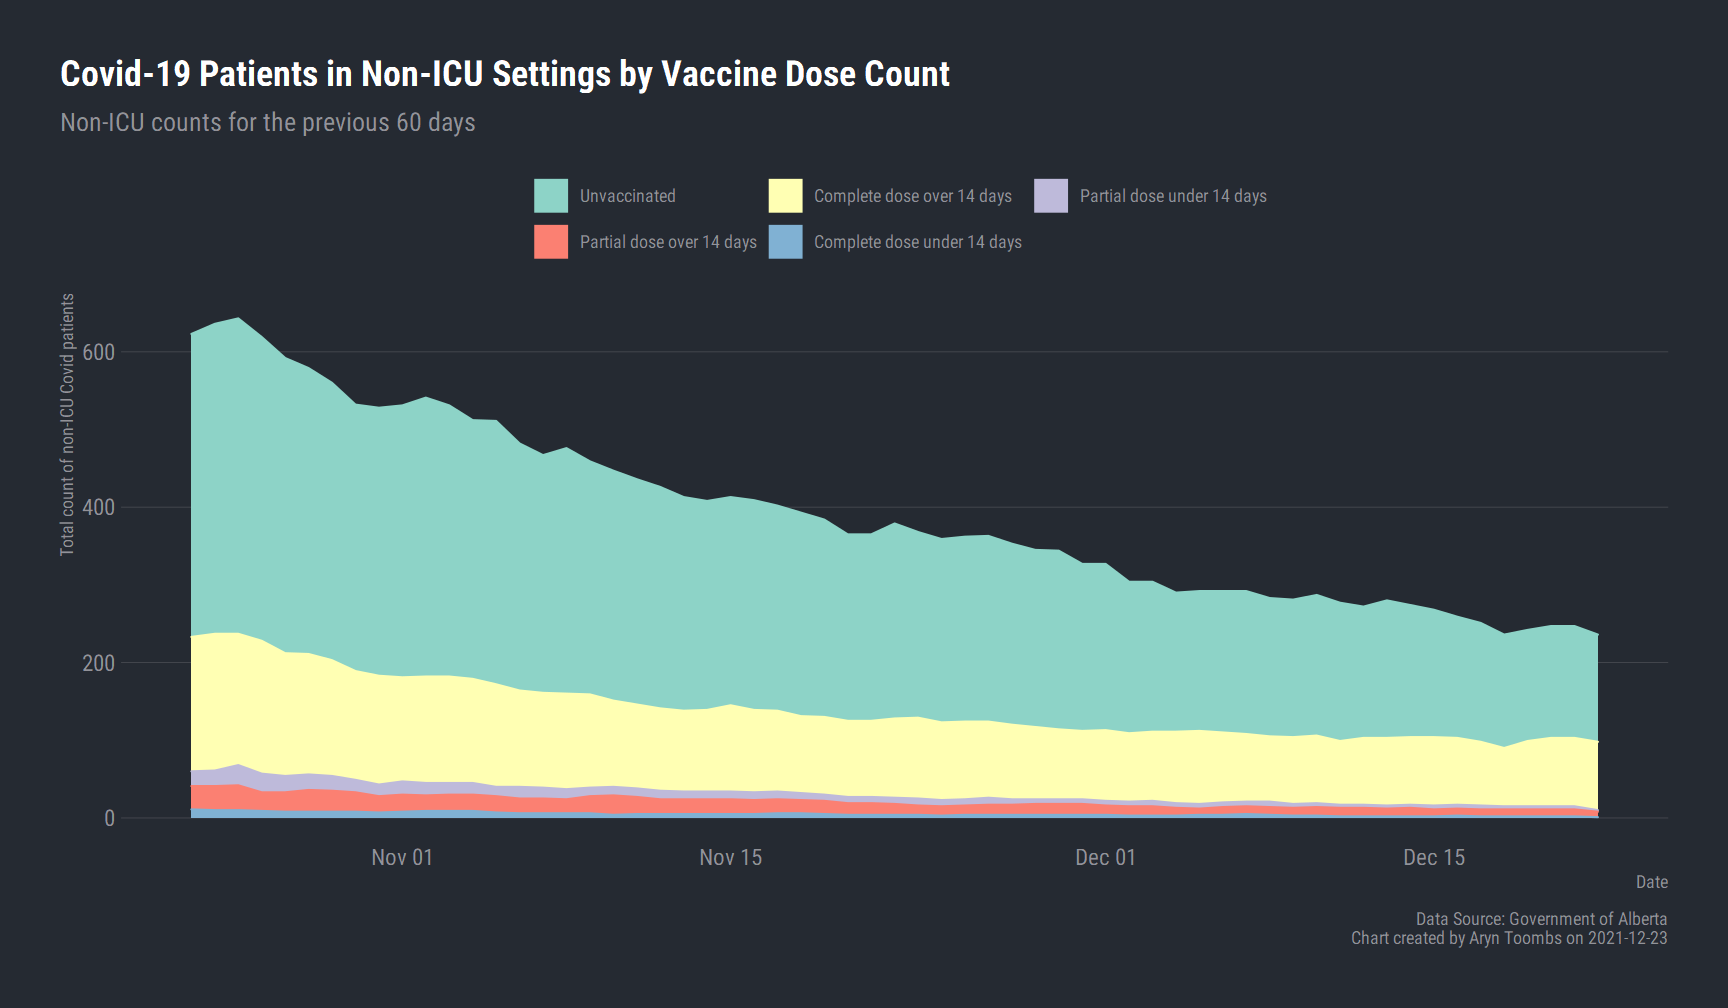 Covid-19 Patients in Non-ICU Settings by Vaccine Dose Count
Non-ICU counts for the previous 60 days
Unvaccinated
Complete dose over 14 days
Partial dose under 14 days
Partial dose over 14 days
Complete dose under 14 days
Total count of non-ICU Covid patients
600
400
200
0
Nov 01
Nov 15
Dec 01
Dec 15
Date
Data Source: Government of Alberta
Chart created by Aryn Toombs on 2021-12-23